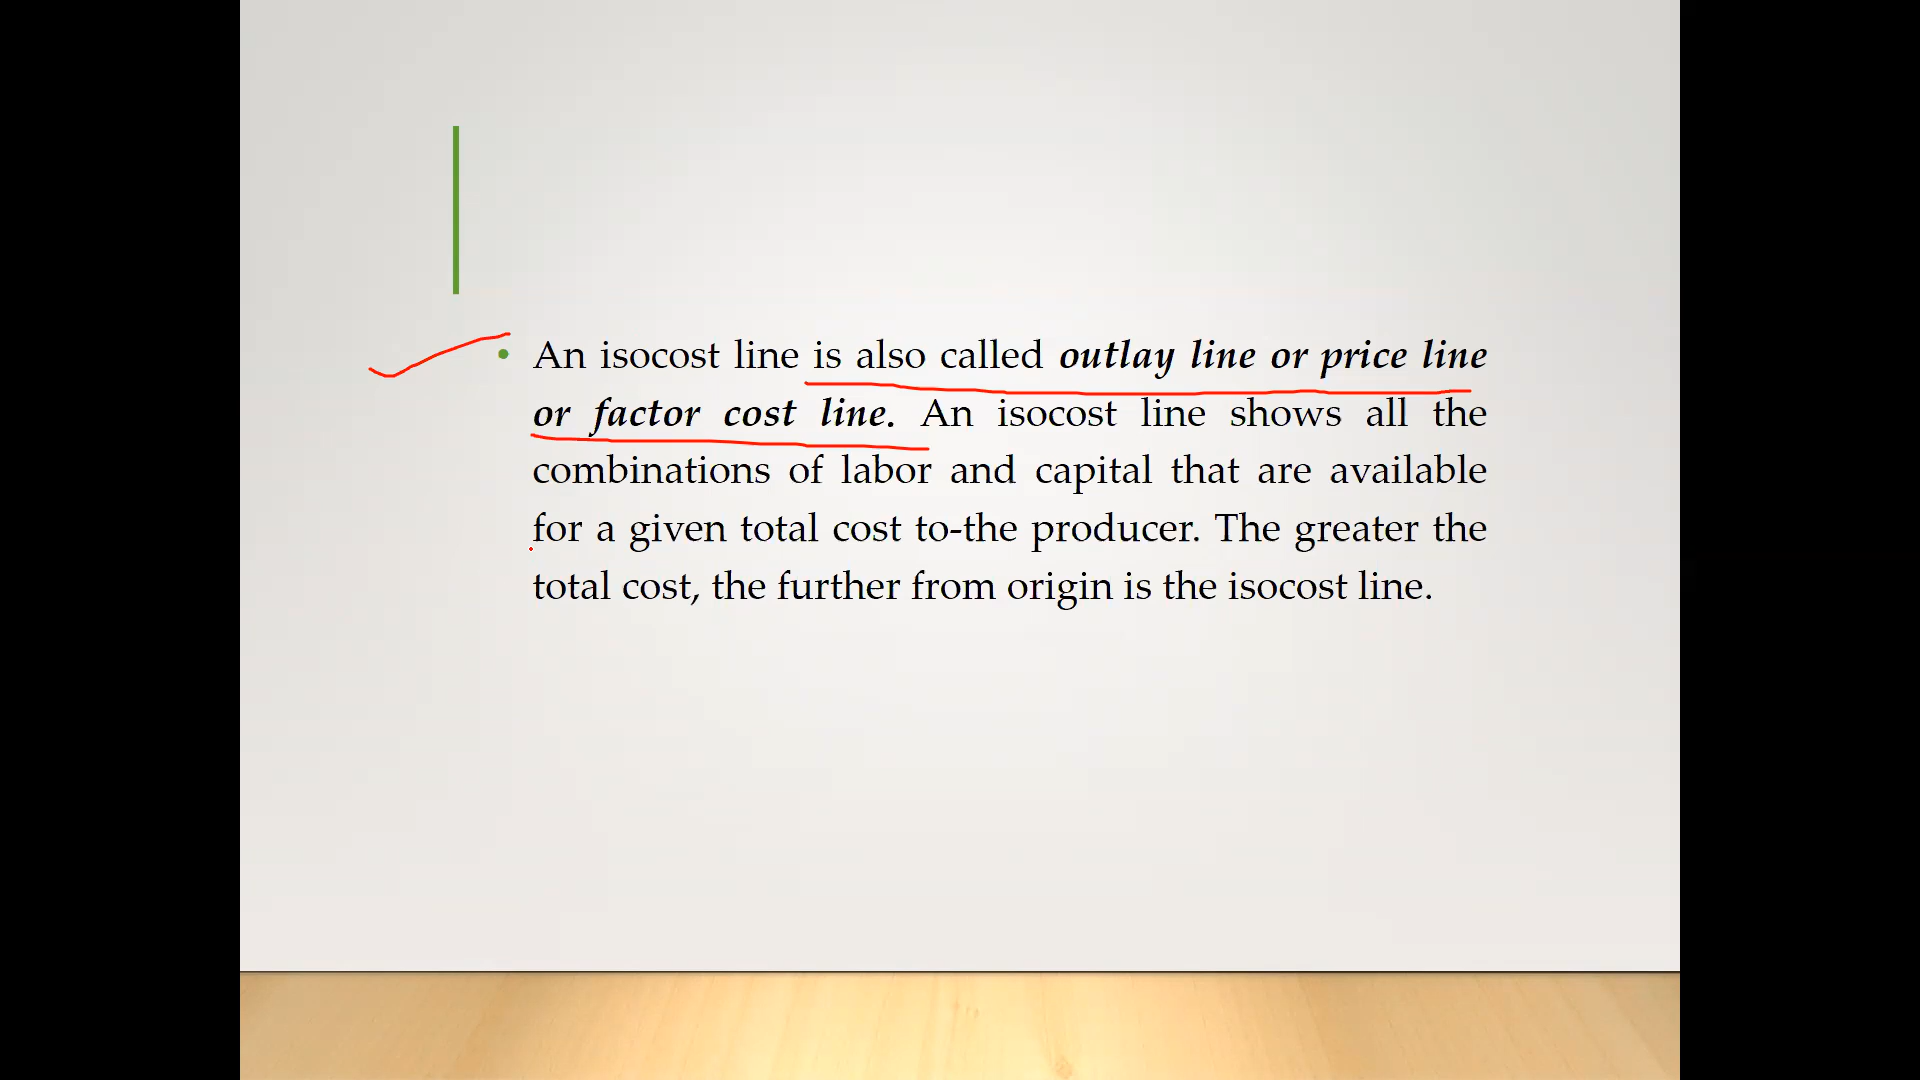 • An isocost line is also called outlay line or price line
or factor cost line. An isocost line shows all the
combinations of labor and capital that are available
for a given total cost to-the producer. The greater the
total cost, the further from origin is the isocost line.